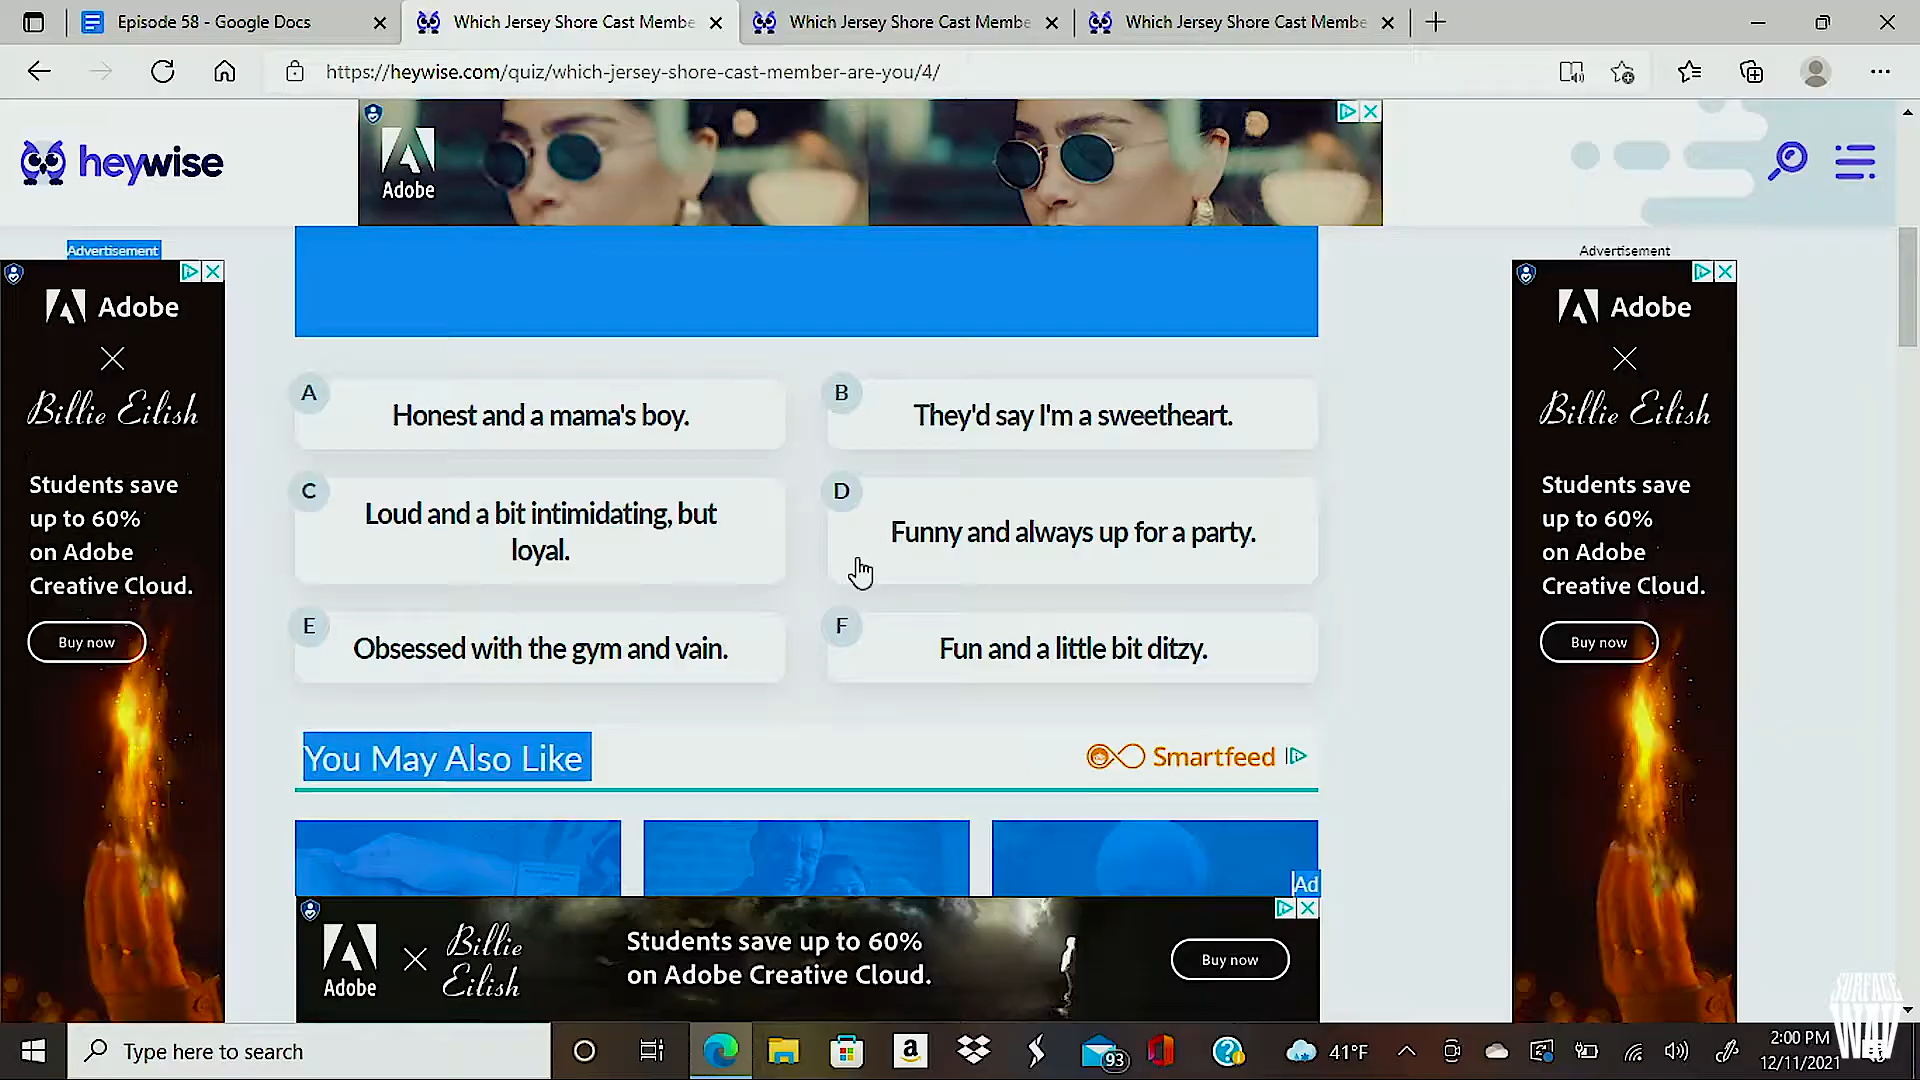 Episode 58 - Google Docs
Which Jersey Shore Cast Membe
Which Jersey Shore Cast Membe
Which Jersey Shore Cast Membe
https://heywise.com/quiz/which-jersey-shore-cast-member-are-you/4/
heywise
Adobe
Advertisement
Advertisement
Adobe
Billie Eilish
Students save
up to 60%
on Adobe
Creative Cloud.
Buy now
A
Honest and a mama's boy.
B
They'd say I'm a sweetheart.
C
Loud and a bit intimidating, but
loyal.
D
Funny and always up for a party.
E
Obsessed with the gym and vain.
F
Fun and a little bit ditzy.
You May Also Like
Smartfeed
Ad
Adobe
Billie
Eilish
Students save up to 60%
on Adobe Creative Cloud.
Buy now
Adobe
Billie Eilish
Students save
up to 60%
on Adobe
Creative Cloud.
Buy now
SURFACE
WAV
Type here to search
93
41°F
2:00 PM
12/11/2021